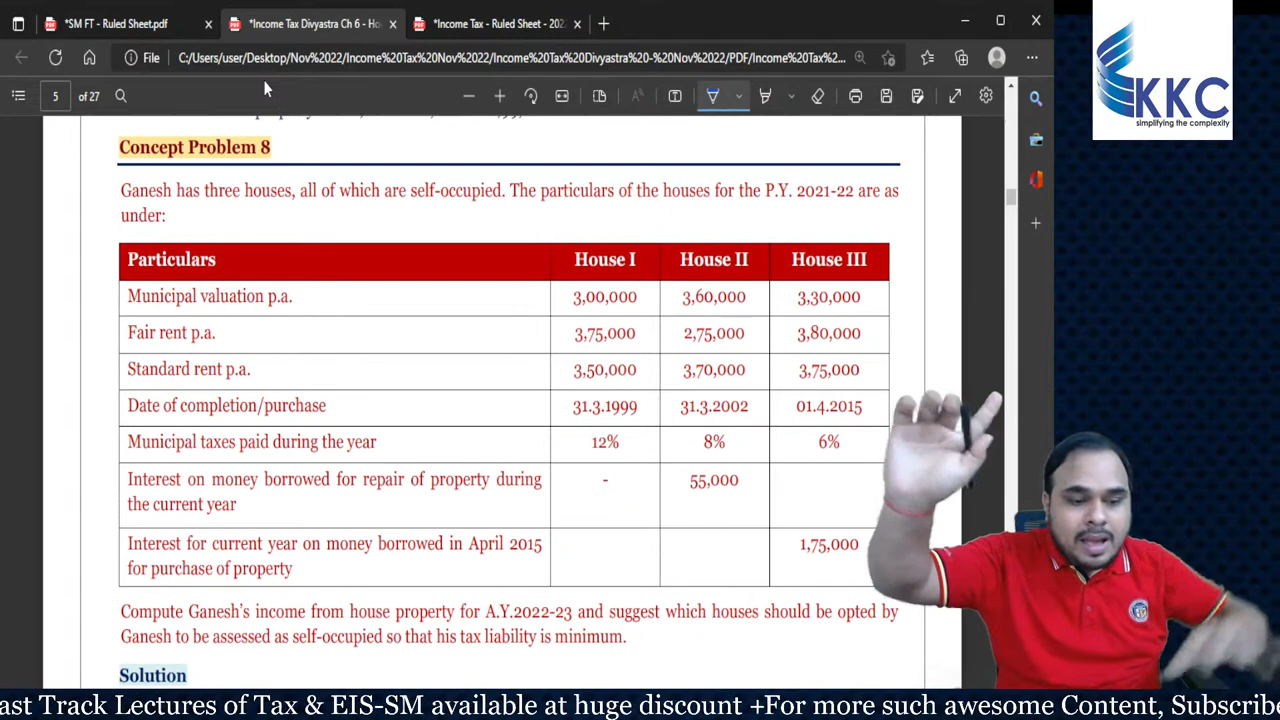 *SM FT - Ruled Sheet.pdf
*Income Tax Divyastra Ch 6 - Ho
*Income Tax - Ruled Sheet - 202
File
C:/Users/user/Desktop/Nov%2022/Income%20Tax%20Nov%2022/Income%20Tax%20Divyastra%20-%20Nov%2022/PDF/Income%20Tax%2...
5 of 27
KKC
simplifying the complexity
Concept Problem 8
Ganesh has three houses, all of which are self-occupied. The particulars of the houses for the P.Y. 2021-22 are as
under:
Particulars House I House II House III
Municipal valuation p.a. 3,00,000 3,60,000 3,30,000
Fair rent p.a. 3,75,000 2,75,000 3,80,000
Standard rent p.a. 3,50,000 3,70,000 3,75,000
Date of completion/purchase 31.3.1999 31.3.2002 01.4.2015
Municipal taxes paid during the year 12% 8% 6%
Interest on money borrowed for repair of property during
the current year - 55,000
Interest for current year on money borrowed in April 2015
for purchase of property 1,75,000
Compute Ganesh's income from house property for A.Y.2022-23 and suggest which houses should be opted by
Ganesh to be assessed as self-occupied so that his tax liability is minimum.
Solution
ast Track Lectures of Tax & EIS-SM available at huge discount +For more such awesome Content, Subscribe